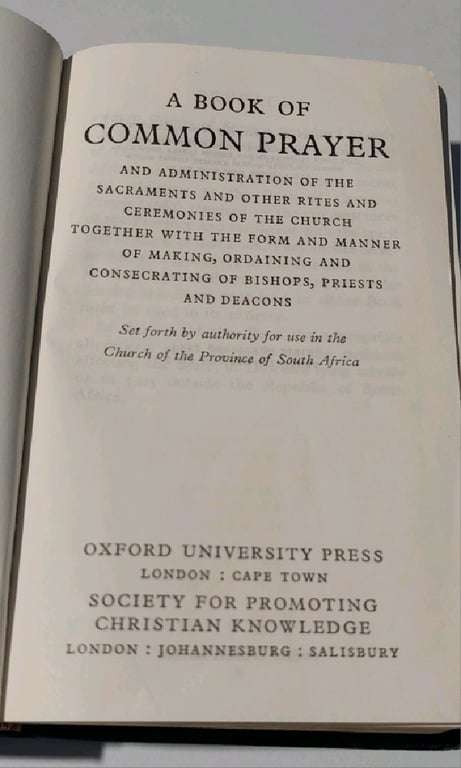 A BOOK OF
COMMON PRAYER
AND ADMINISTRATION OF THE
SACRAMENTS AND OTHER RITES AND
CEREMONIES OF THE CHURCH
TOGETHER WITH THE FORM AND MANNER
OF MAKING, ORDAINING AND
CONSECRATING OF BISHOPS, PRIESTS
AND DEACONS
Set forth by authority for use in the
Church of the Province of South Africa
OXFORD UNIVERSITY PRESS
LONDON : CAPE TOWN
SOCIETY FOR PROMOTING
CHRISTIAN KNOWLEDGE
LONDON : JOHANNESBURG : SALISBURY